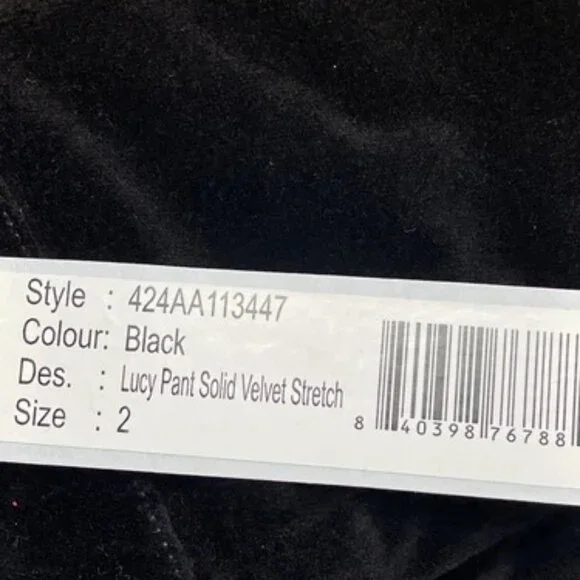 Style : 424AA113447
Colour: Black
Des. : Lucy Pant Solid Velvet Stretch
Size : 2
8 40398 76788